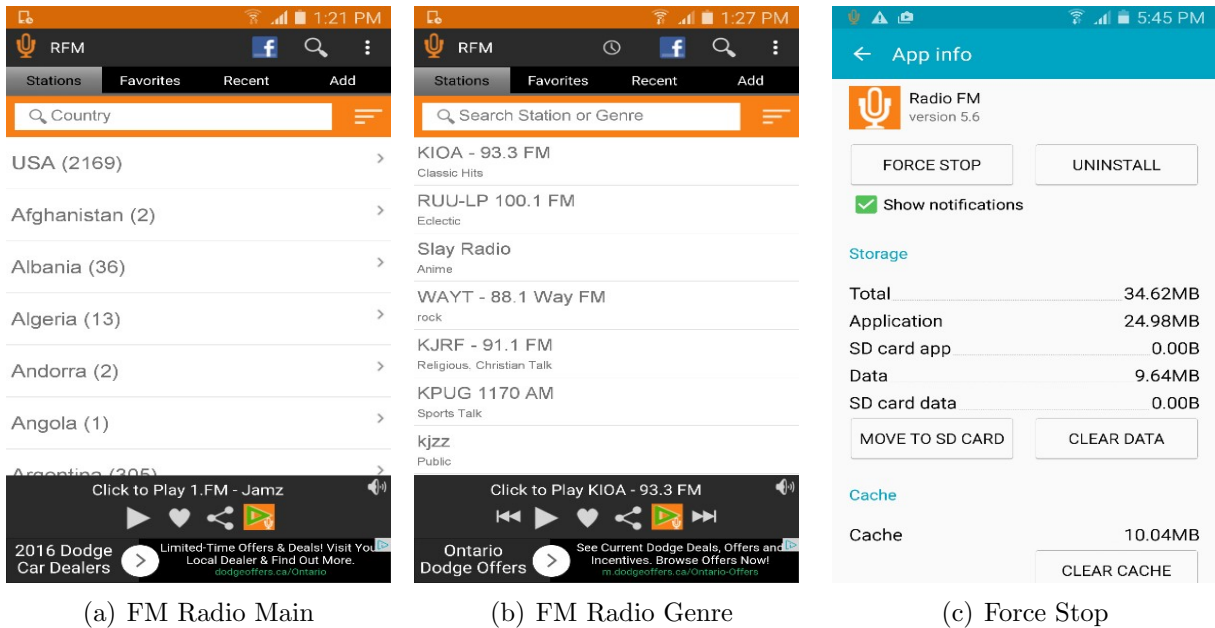 1:21 PM
RFM
Stations Favorites Recent Add
Country
USA (2169)
Afghanistan (2)
Albania (36)
Algeria (13)
Andorra (2)
Angola (1)
Argentina (305)
Click to Play 1.FM - Jamz
2016 Dodge
Car Dealers
Limited-Time Offers & Deals! Visit You
Local Dealer & Find Out More.
dodgeoffers.ca/Ontario
(a) FM Radio Main
1:27 PM
RFM
Stations Favorites Recent Add
Search Station or Genre
KIOA - 93.3 FM
Classic Hits
RUU-LP 100.1 FM
Eclectic
Slay Radio
Anime
WAYT - 88.1 Way FM
rock
KJRF - 91.1 FM
Religious. Christian Talk
KPUG 1170 AM
Sports Talk
kjzz
Public
Click to Play KIOA - 93.3 FM
Ontario
Dodge Offers
See Current Dodge Deals, Offers and
Incentives. Browse Offers Now!
m.dodgeoffers.ca/Ontario-Offers
(b) FM Radio Genre
5:45 PM
App info
Radio FM
version 5.6
FORCE STOP UNINSTALL
Show notifications
Storage
Total 34.62MB
Application 24.98MB
SD card app 0.00B
Data 9.64MB
SD card data 0.00B
MOVE TO SD CARD CLEAR DATA
Cache
Cache 10.04MB
CLEAR CACHE
(c) Force Stop